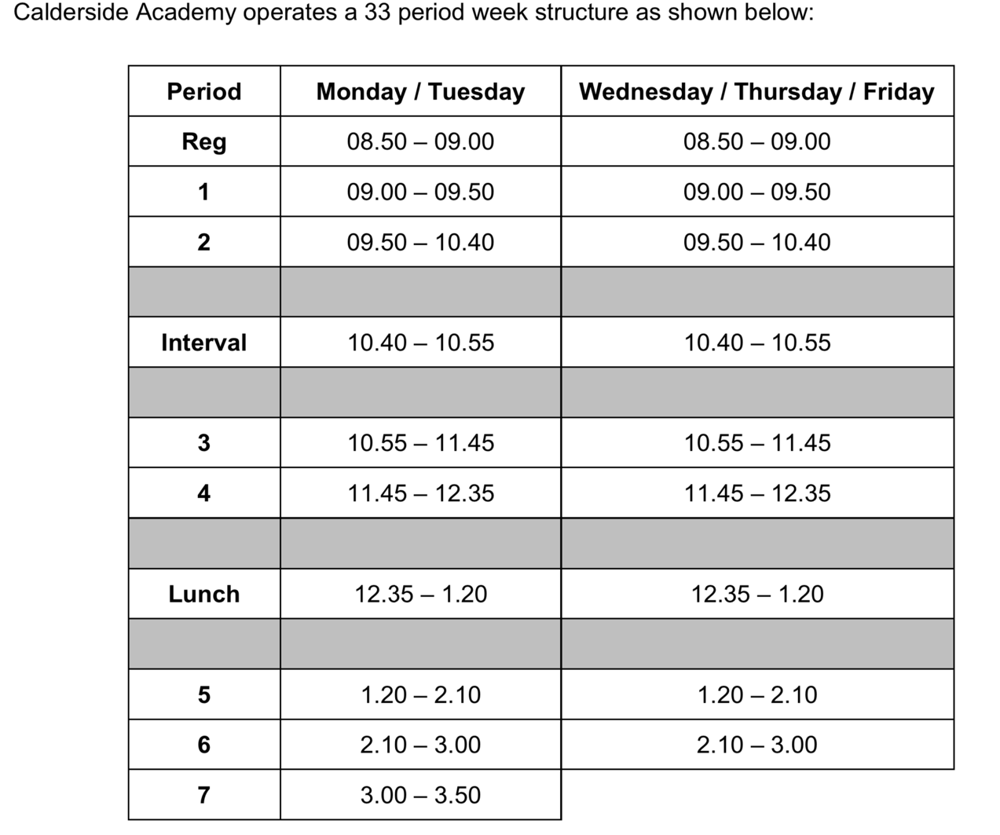 Calderside Academy operates a 33 period week structure as shown below:
Period Monday / Tuesday Wednesday / Thursday / Friday
Reg 08.50 – 09.00 08.50 – 09.00
1 09.00 – 09.50 09.00 – 09.50
2 09.50 – 10.40 09.50 – 10.40
Interval 10.40 – 10.55 10.40 – 10.55
3 10.55 – 11.45 10.55 – 11.45
4 11.45 – 12.35 11.45 – 12.35
Lunch 12.35 – 1.20 12.35 – 1.20
5 1.20 – 2.10 1.20 – 2.10
6 2.10 – 3.00 2.10 – 3.00
7 3.00 – 3.50